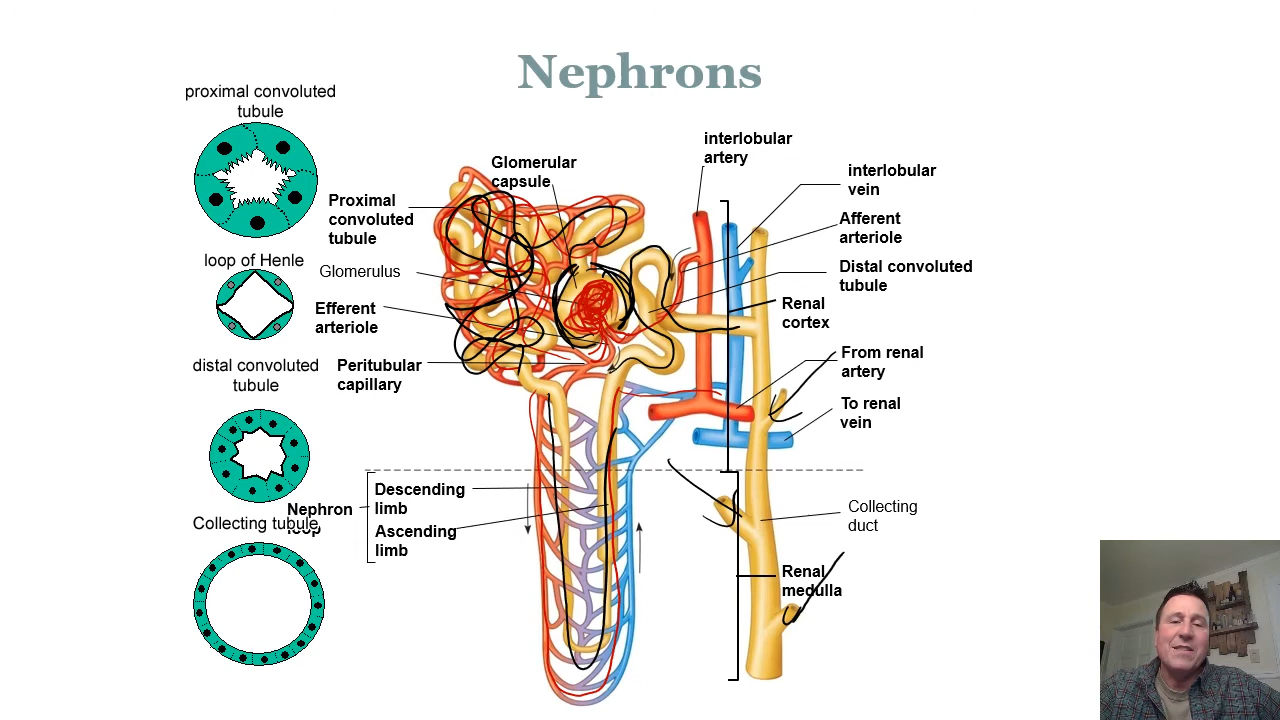 Nephrons
proximal convoluted
tubule
loop of Henle
distal convoluted
tubule
Collecting tubule
Glomerular
capsule
Proximal
convoluted
tubule
Glomerulus
Efferent
arteriole
Peritubular
capillary
Nephron
loop
Descending
limb
Ascending
limb
interlobular
artery
interlobular
vein
Afferent
arteriole
Distal convoluted
tubule
Renal
cortex
From renal
artery
To renal
vein
Collecting
duct
Renal
medulla